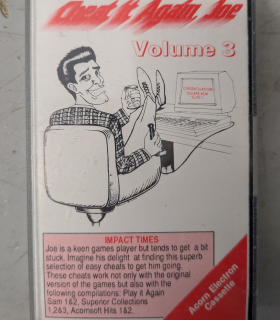 Cheat It Again, Joe
Volume 3
IMPACT TIMES
Joe is a keen games player but tends to get a bit
stuck. Imagine his delight at finding this superb
selection of easy cheats to get him going.
These cheats work not only with the original
version of the games but also with the
following compilations: Play it Again
Sam 1&2, Superior Collections
1,2&3, Acornsoft Hits 1&2.
Acorn Electron
Cassette